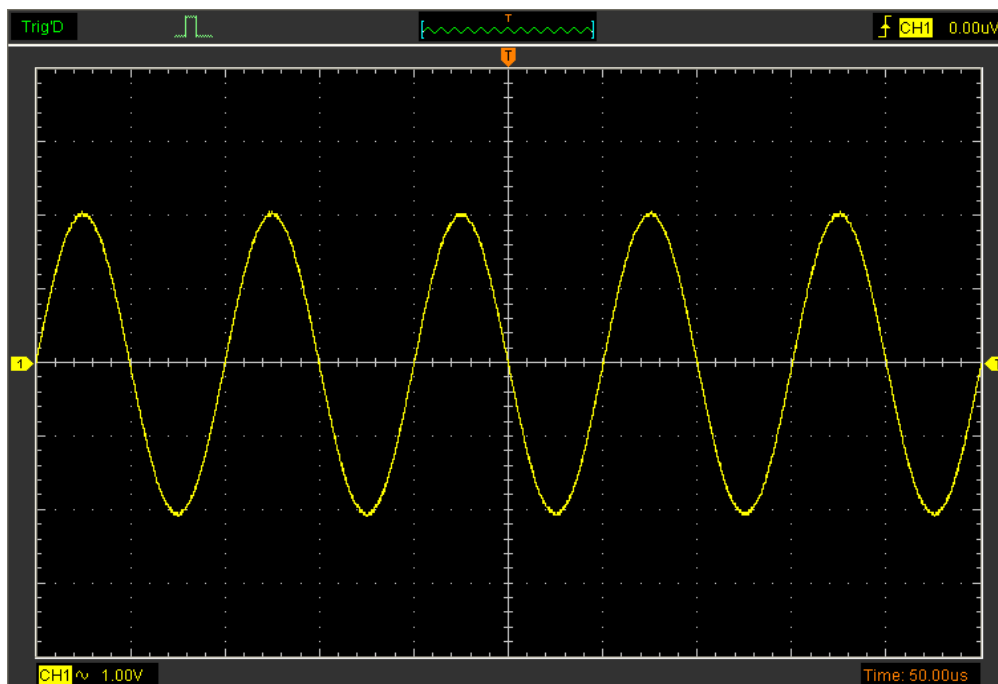 Trig'D
T
CH1 0.00uV
T
1
T
CH1 ~ 1.00V
Time: 50.00us